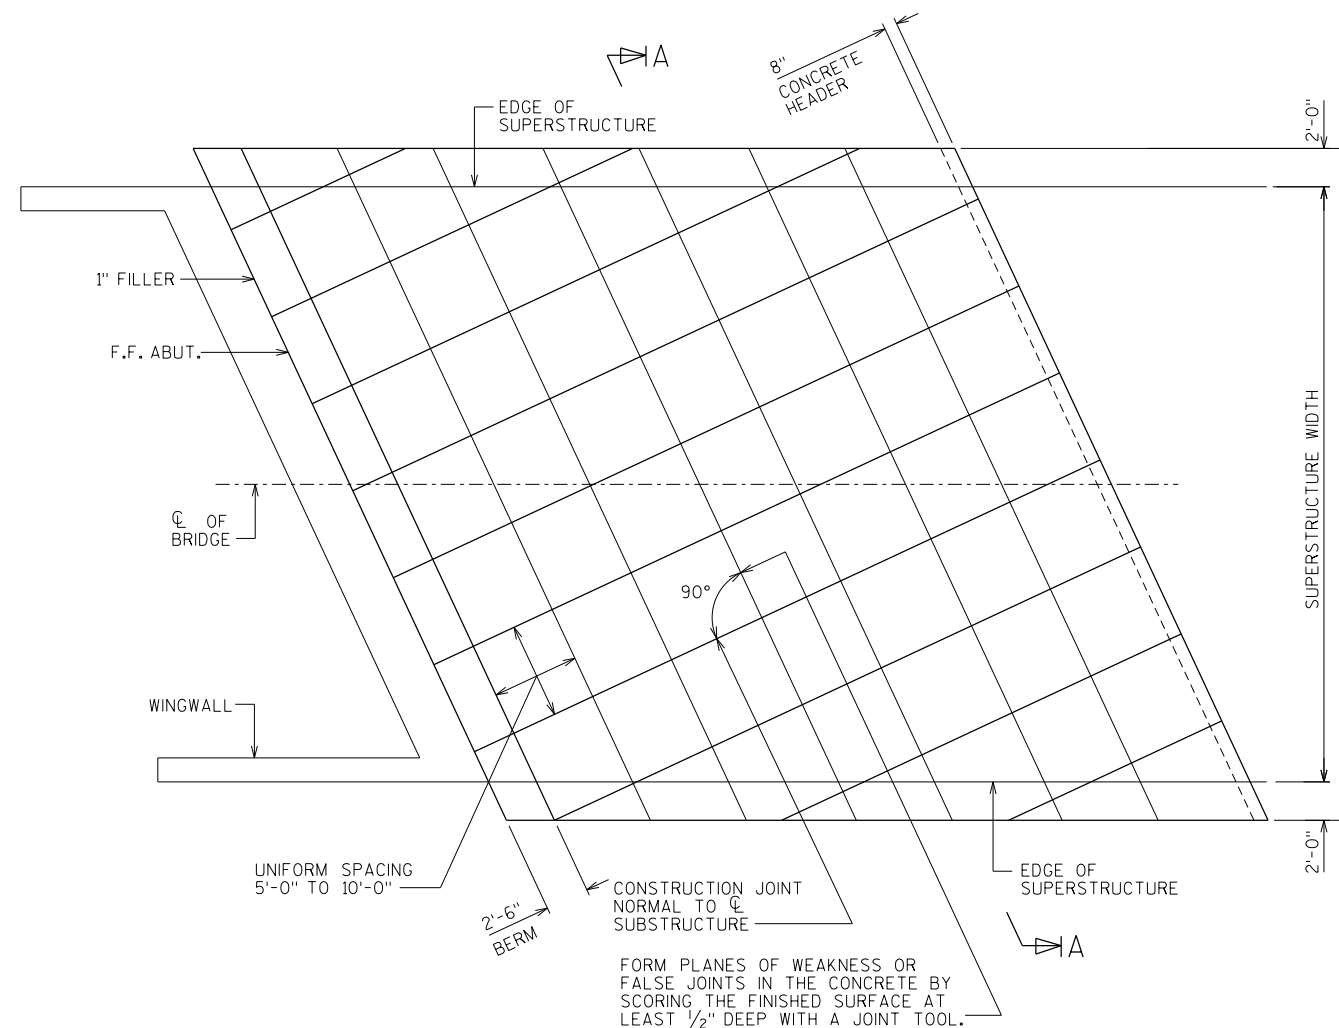 A
8"
CONCRETE
HEADER
EDGE OF
SUPERSTRUCTURE
2'-0"
1" FILLER
F.F. ABUT.
SUPERSTRUCTURE WIDTH
℄ OF
BRIDGE
90°
WINGWALL
UNIFORM SPACING
5'-0" TO 10'-0"
2'-6"
BERM
CONSTRUCTION JOINT
NORMAL TO ℄
SUBSTRUCTURE
EDGE OF
SUPERSTRUCTURE
2'-0"
A
FORM PLANES OF WEAKNESS OR
FALSE JOINTS IN THE CONCRETE BY
SCORING THE FINISHED SURFACE AT
LEAST 1/2" DEEP WITH A JOINT TOOL.